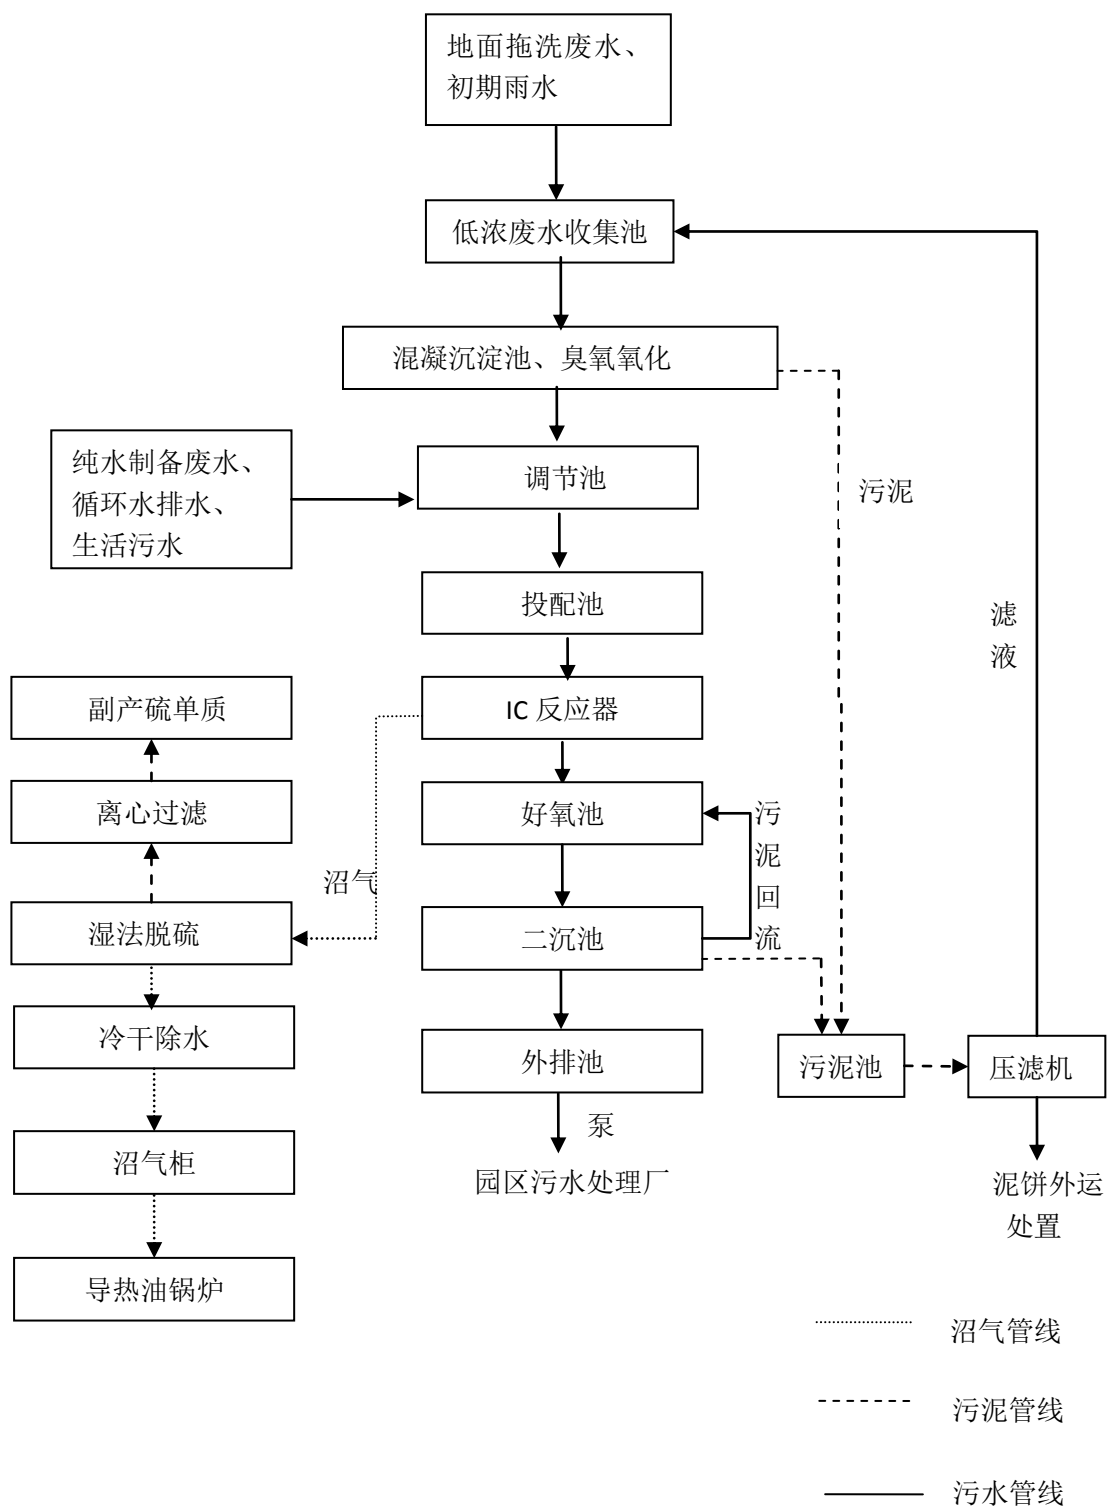 地面拖洗废水、
初期雨水
低浓废水收集池
混凝沉淀池、臭氧氧化
纯水制备废水、
循环水排水、
生活污水
调节池
污泥
投配池
滤
液
副产硫单质
IC 反应器
离心过滤
好氧池
污
泥
回
流
沼气
湿法脱硫
二沉池
冷干除水
外排池
污泥池
压滤机
泵
沼气柜
园区污水处理厂
泥饼外运
处置
导热油锅炉
沼气管线
污泥管线
污水管线